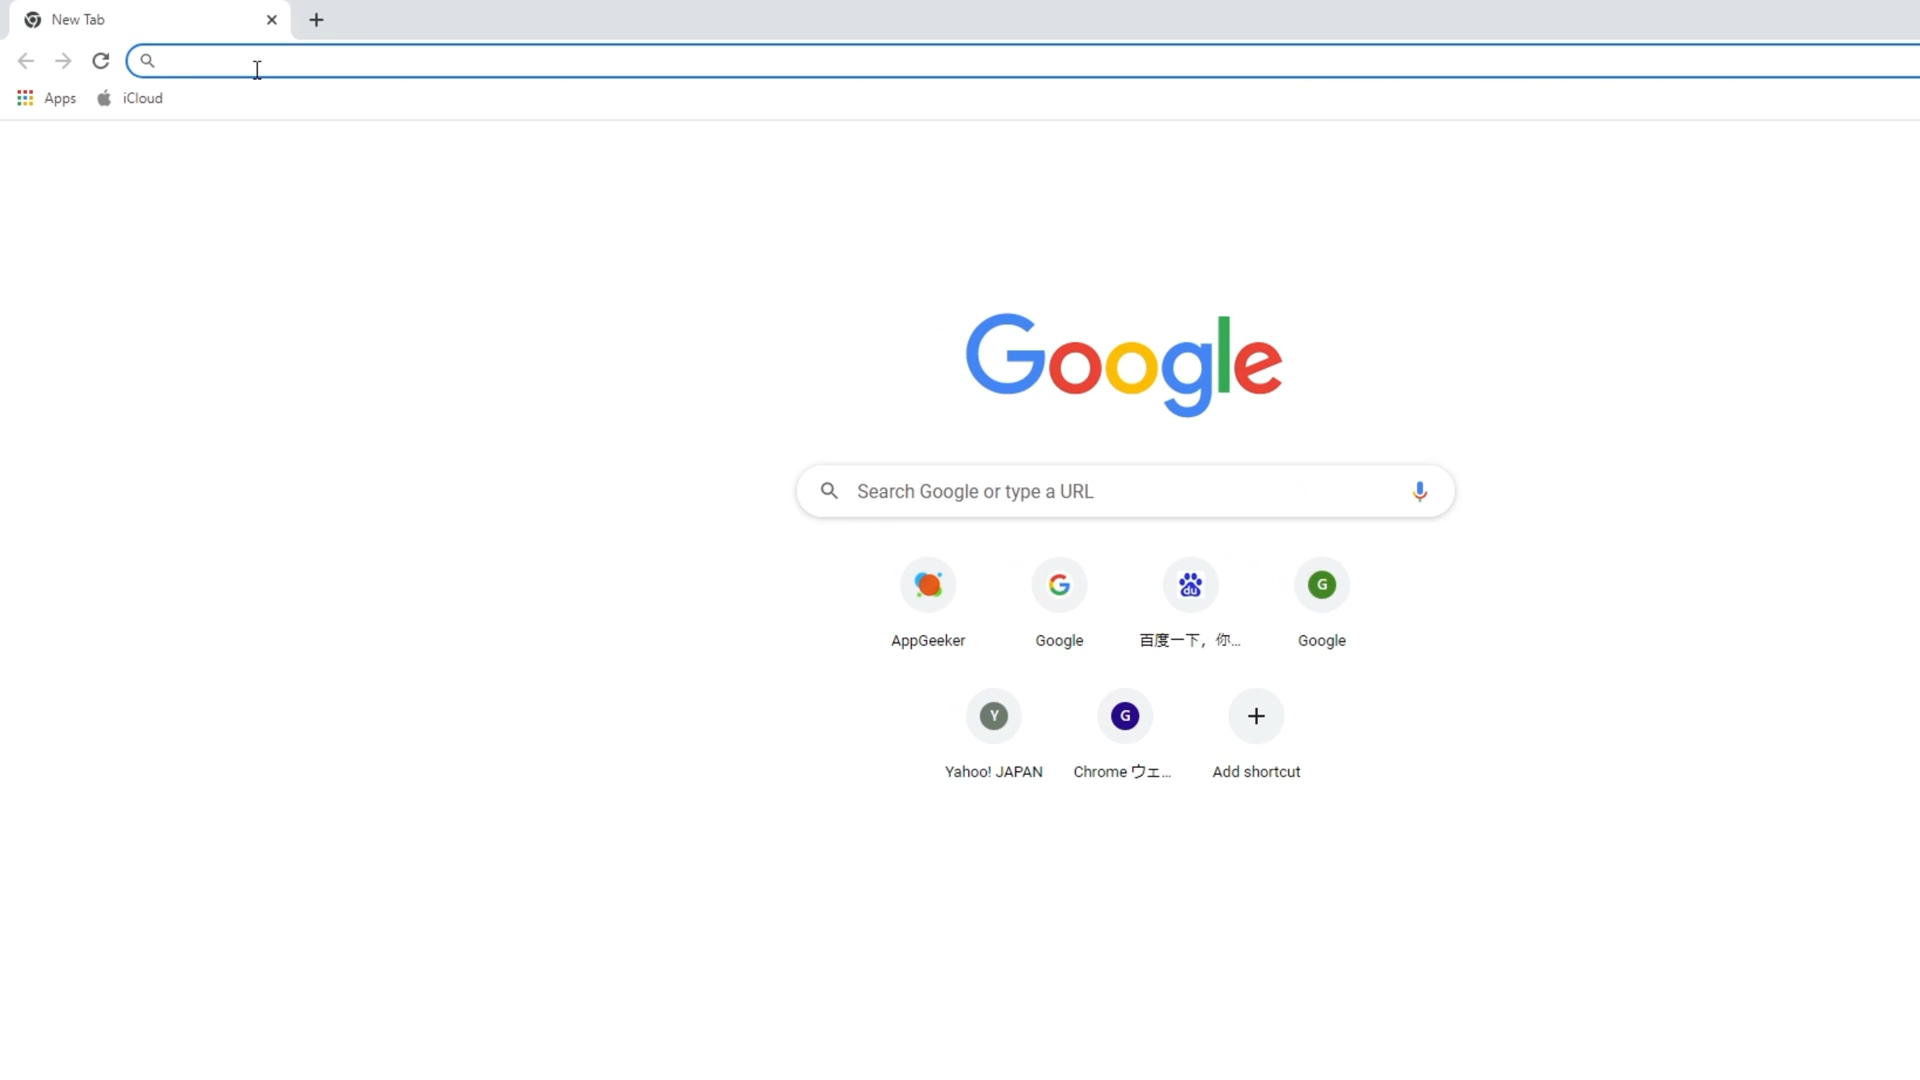 New Tab
Apps
iCloud
Google
Search Google or type a URL
G
du
G
AppGeeker
Google
百度一下，你...
Google
Y
G
Yahoo! JAPAN
Chrome ウェ...
Add shortcut